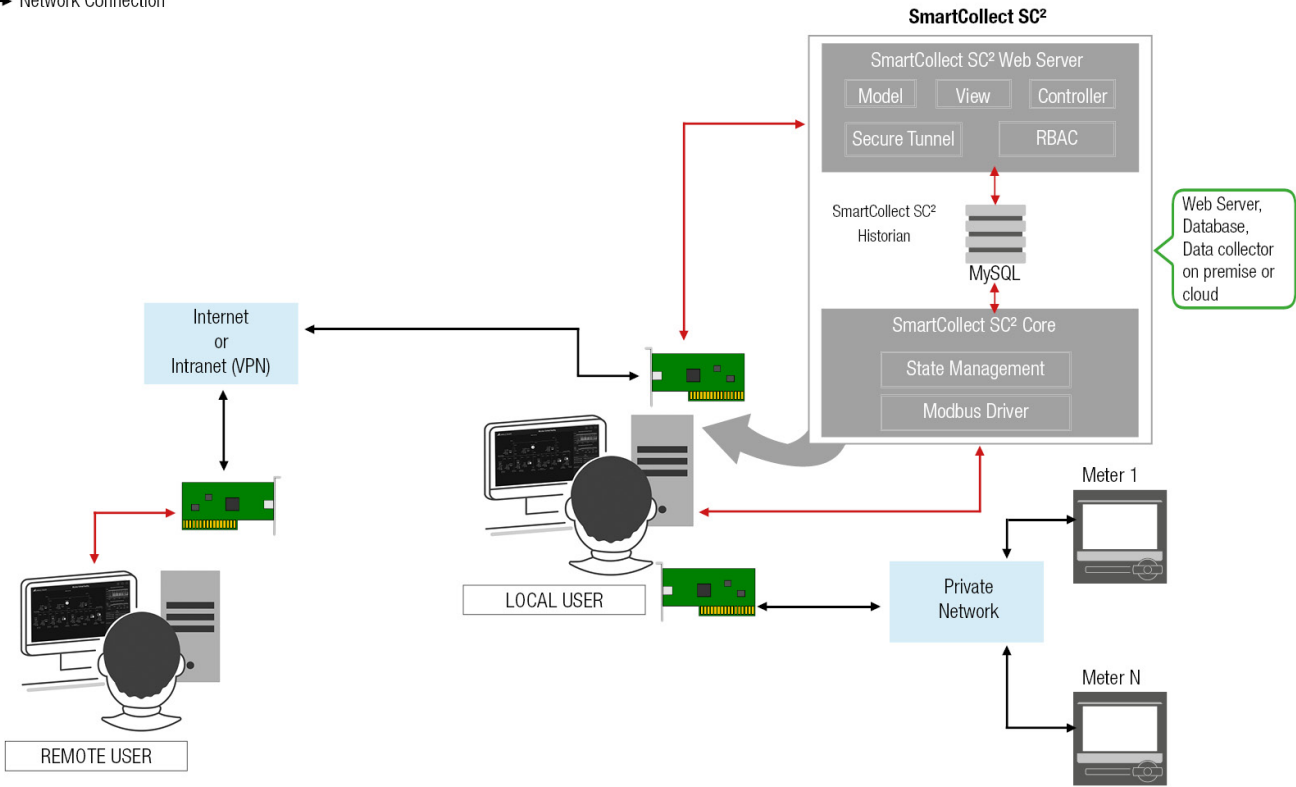 Network Connection
SmartCollect SC²
SmartCollect SC² Web Server
Model
View
Controller
Secure Tunnel
RBAC
SmartCollect SC²
Historian
MySQL
Web Server,
Database,
Data collector
on premise or
cloud
SmartCollect SC² Core
State Management
Modbus Driver
Internet
or
Intranet (VPN)
Meter 1
LOCAL USER
Private
Network
Meter N
REMOTE USER